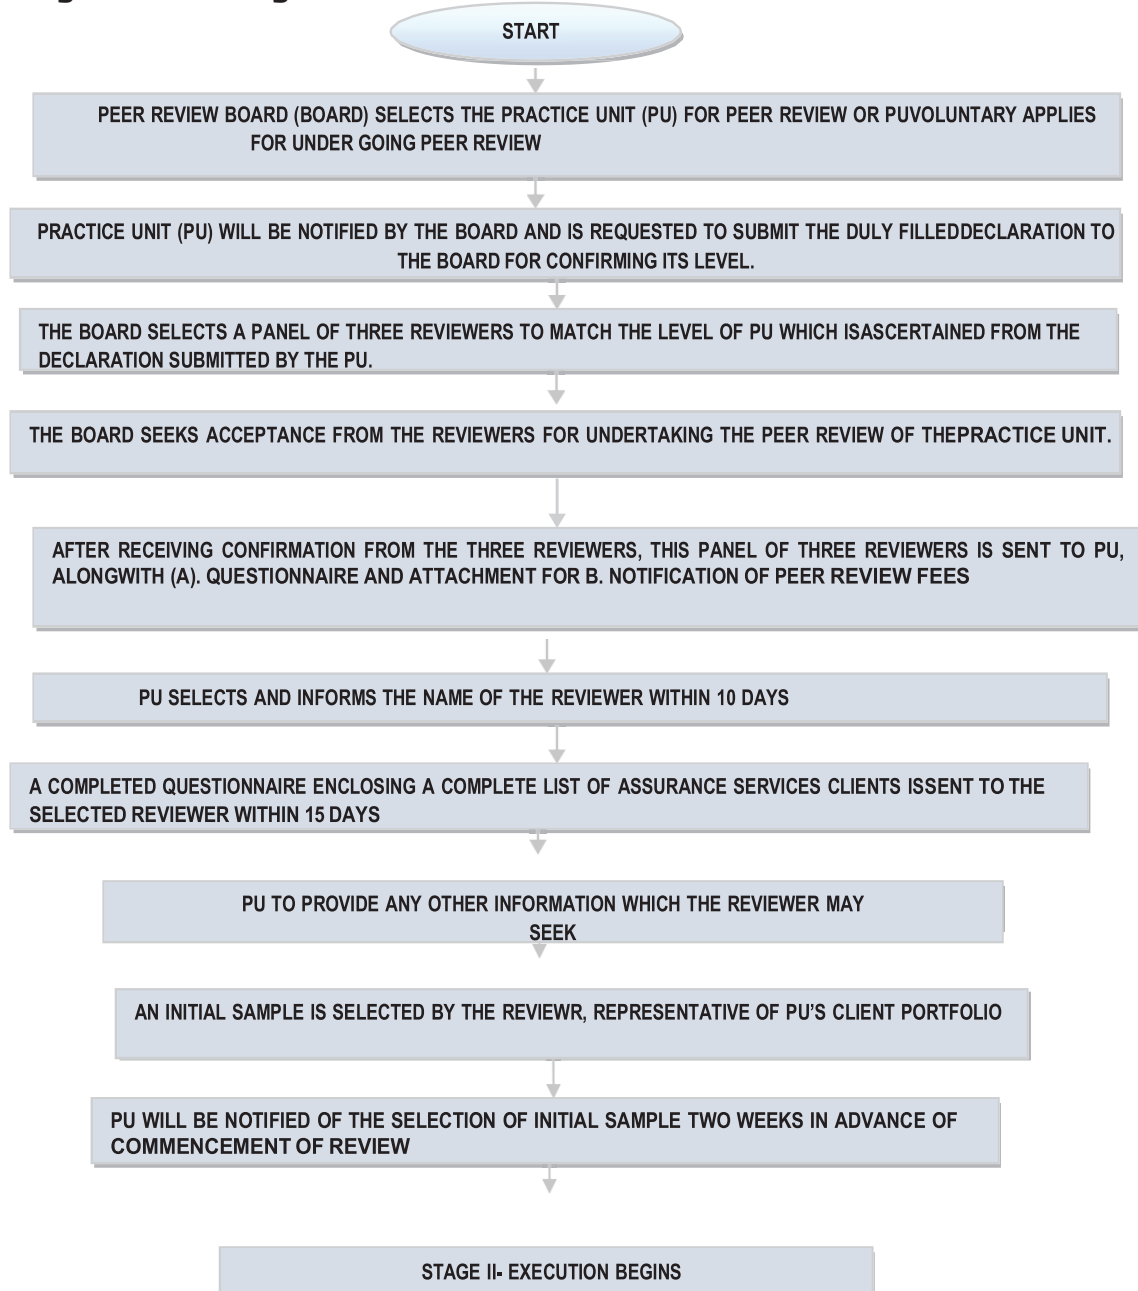 START
PEER REVIEW BOARD (BOARD) SELECTS THE PRACTICE UNIT (PU) FOR PEER REVIEW OR PUVOLUNTARY APPLIES
FOR UNDER GOING PEER REVIEW
PRACTICE UNIT (PU) WILL BE NOTIFIED BY THE BOARD AND IS REQUESTED TO SUBMIT THE DULY FILLEDDECLARATION TO
THE BOARD FOR CONFIRMING ITS LEVEL.
THE BOARD SELECTS A PANEL OF THREE REVIEWERS TO MATCH THE LEVEL OF PU WHICH ISASCERTAINED FROM THE
DECLARATION SUBMITTED BY THE PU.
THE BOARD SEEKS ACCEPTANCE FROM THE REVIEWERS FOR UNDERTAKING THE PEER REVIEW OF THEPRACTICE UNIT.
AFTER RECEIVING CONFIRMATION FROM THE THREE REVIEWERS, THIS PANEL OF THREE REVIEWERS IS SENT TO PU,
ALONGWITH (A). QUESTIONNAIRE AND ATTACHMENT FOR B. NOTIFICATION OF PEER REVIEW FEES
PU SELECTS AND INFORMS THE NAME OF THE REVIEWER WITHIN 10 DAYS
A COMPLETED QUESTIONNAIRE ENCLOSING A COMPLETE LIST OF ASSURANCE SERVICES CLIENTS ISSENT TO THE
SELECTED REVIEWER WITHIN 15 DAYS
PU TO PROVIDE ANY OTHER INFORMATION WHICH THE REVIEWER MAY
SEEK
AN INITIAL SAMPLE IS SELECTED BY THE REVIEWR, REPRESENTATIVE OF PU'S CLIENT PORTFOLIO
PU WILL BE NOTIFIED OF THE SELECTION OF INITIAL SAMPLE TWO WEEKS IN ADVANCE OF
COMMENCEMENT OF REVIEW
STAGE II- EXECUTION BEGINS